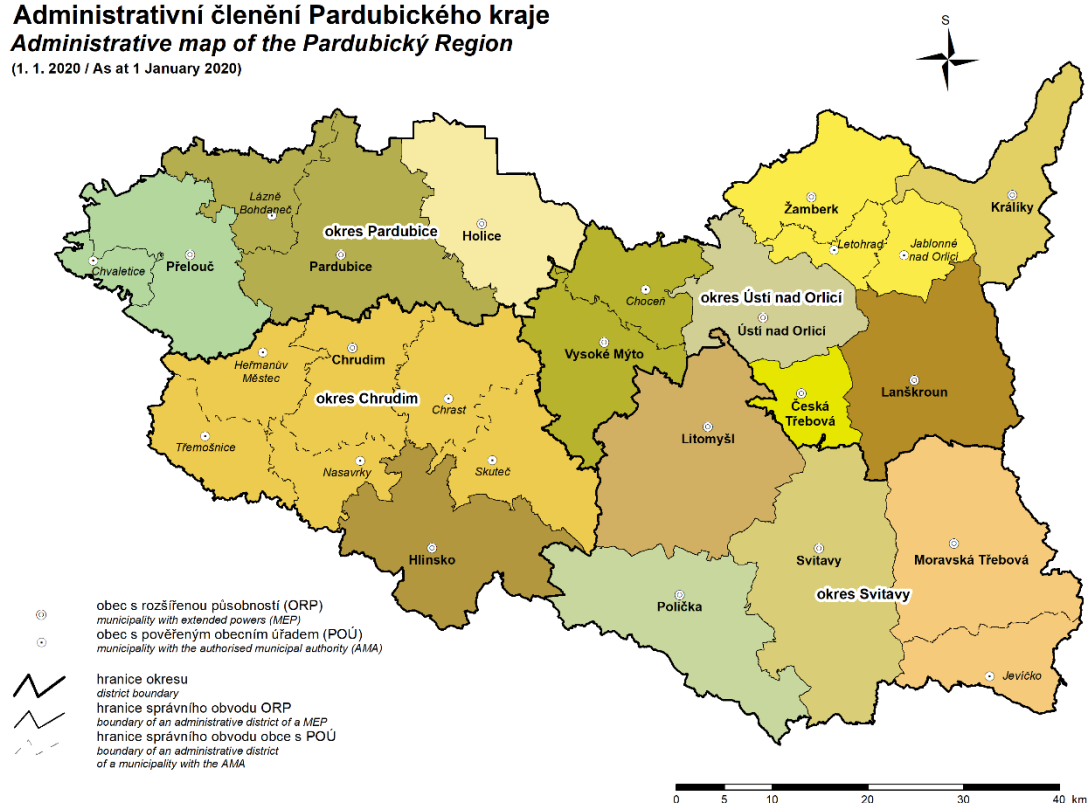 Administrativní členění Pardubického kraje
Administrative map of the Pardubický Region
(1. 1. 2020 / As at 1 January 2020)
S
Králíky
Žamberk
Letohrad
Jablonné
nad Orlicí
Lázně
Bohdaneč
okres Pardubice
Holice
Chvaletice
Přelouč
Pardubice
Choceň
okres Ústí nad Orlicí
Ústí nad Orlicí
Vysoké Mýto
Heřmanův
Městec
Chrudim
okres Chrudim
Chrast
Lanškroun
Česká
Třebová
Litomyšl
Třemošnice
Nasavrky
Skuteč
Hlinsko
Svitavy
Moravská Třebová
okres Svitavy
Polička
Jevíčko
obec s rozšířenou působností (ORP)
municipality with extended powers (MEP)
obec s pověřeným obecním úřadem (POÚ)
municipality with the authorised municipal authority (AMA)
hranice okresu
district boundary
hranice správního obvodu ORP
boundary of an administrative district of a MEP
hranice správního obvodu obce s POÚ
boundary of an administrative district
of a municipality with the AMA
0 5 10 20 30 40 km